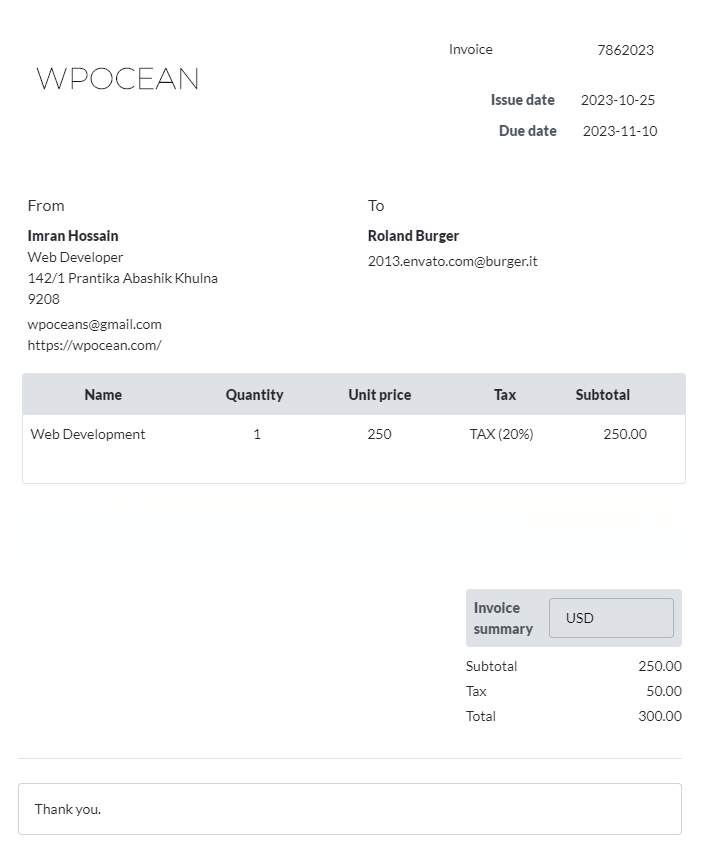 Invoice 7862023
WPOCEAN
Issue date 2023-10-25
Due date 2023-11-10
From
Imran Hossain
Web Developer
142/1 Prantika Abashik Khulna
9208
wpoceans@gmail.com
https://wpocean.com/
To
Roland Burger
2013.envato.com@burger.it
Name Quantity Unit price Tax Subtotal
Web Development 1 250 TAX (20%) 250.00
Invoice
summary
USD
Subtotal 250.00
Tax 50.00
Total 300.00
Thank you.